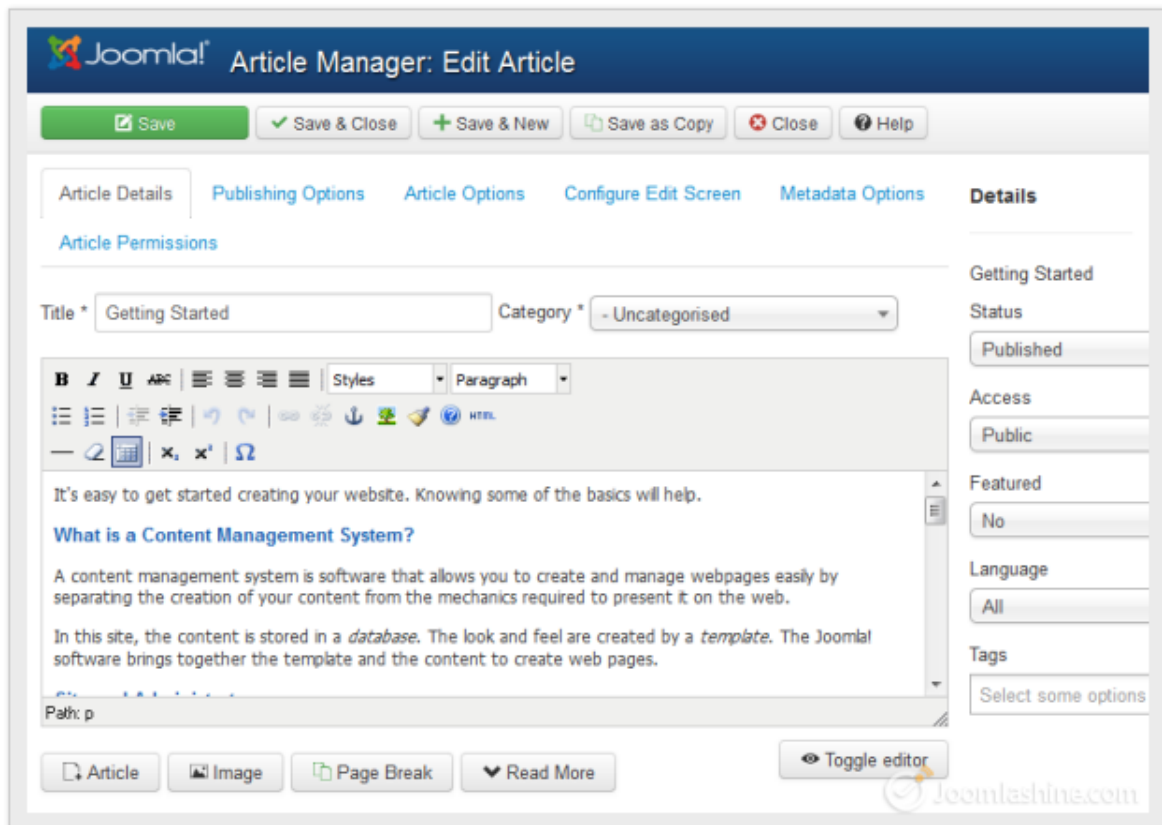 Joomla! Article Manager: Edit Article
Save Save & Close Save & New Save as Copy Close Help
Article Details Publishing Options Article Options Configure Edit Screen Metadata Options
Article Permissions
Title * Getting Started Category * - Uncategorised
B I U ABC Styles Paragraph
HTML
x, x² Ω
It's easy to get started creating your website. Knowing some of the basics will help.
What is a Content Management System?
A content management system is software that allows you to create and manage webpages easily by
separating the creation of your content from the mechanics required to present it on the web.
In this site, the content is stored in a database. The look and feel are created by a template. The Joomla!
software brings together the template and the content to create web pages.
Path: p
Article Image Page Break Read More Toggle editor
Details
Getting Started
Status
Published
Access
Public
Featured
No
Language
All
Tags
Select some options
Joomlashine.com